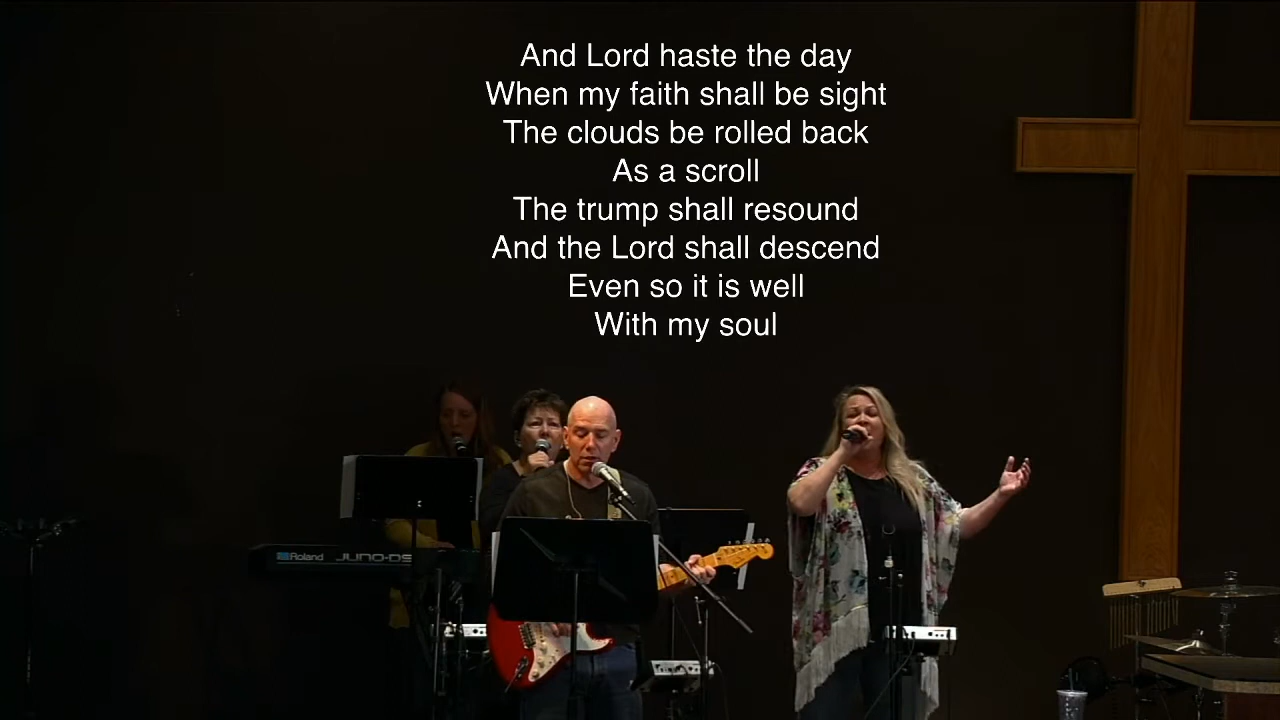 And Lord haste the day
When my faith shall be sight
The clouds be rolled back
As a scroll
The trump shall resound
And the Lord shall descend
Even so it is well
With my soul
Roland JUNO-DS